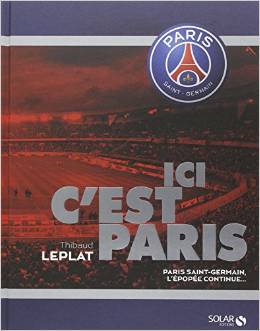 PARIS
SAINT-GERMAIN
ICI
C'EST
Thibaud
LEPLAT
PARIS
PARIS SAINT-GERMAIN,
L'ÉPOPÉE CONTINUE...
SOLAR
ÉDITIONS